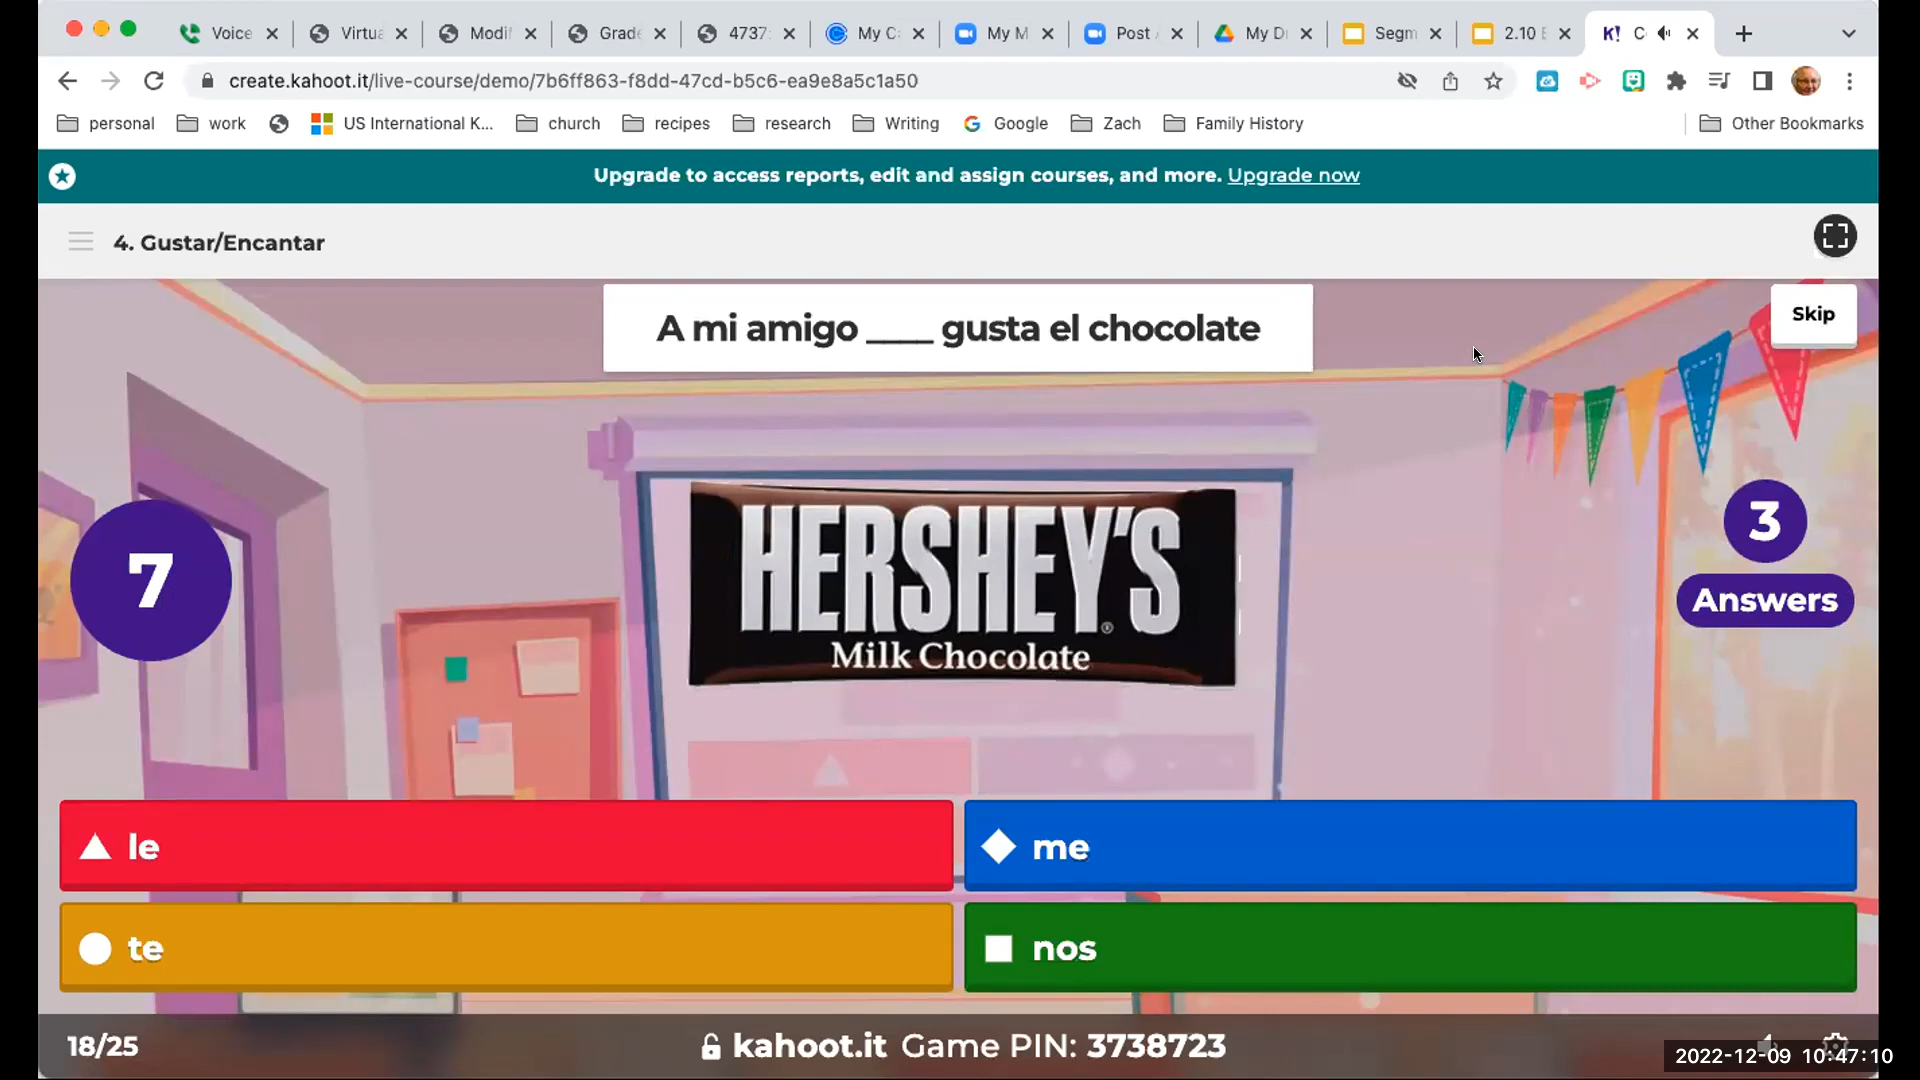 Voice
Virtua
Modif
Grade
4737
My C
My M
Post
My D
Segm
2.10
K!
create.kahoot.it/live-course/demo/7b6ff863-f8dd-47cd-b5c6-ea9e8a5c1a50
personal
work
US International K...
church
recipes
research
Writing
Google
Zach
Family History
Other Bookmarks
Upgrade to access reports, edit and assign courses, and more. Upgrade now
4. Gustar/Encantar
A mi amigo ____ gusta el chocolate
Skip
HERSHEY'S
Milk Chocolate
7
3
Answers
le
me
te
nos
18/25
kahoot.it Game PIN: 3738723
2022-12-09 10:47:10